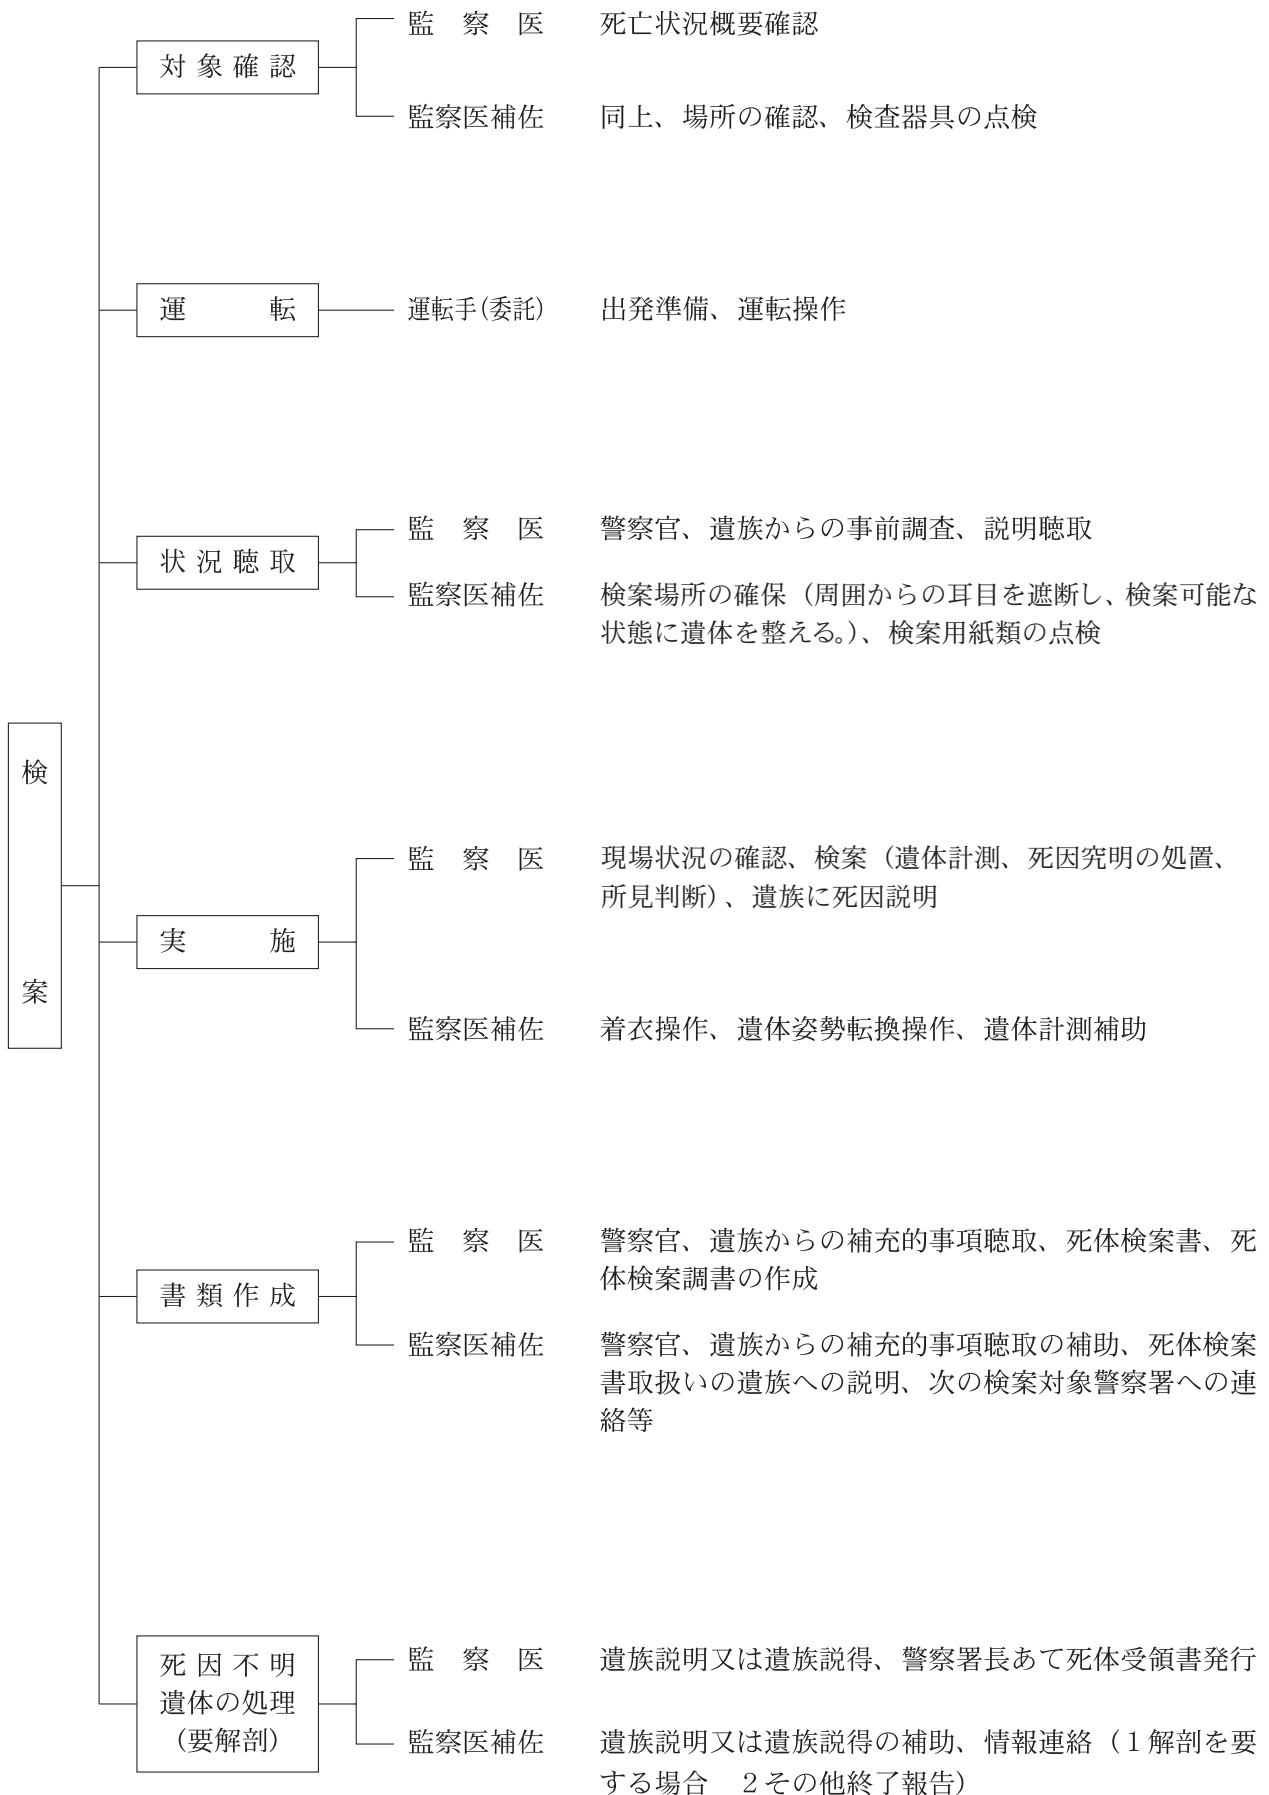 検案
対象確認
監察医 死亡状況概要確認
監察医補佐 同上、場所の確認、検査器具の点検
運転
運転手(委託) 出発準備、運転操作
状況聴取
監察医 警察官、遺族からの事前調査、説明聴取
監察医補佐 検案場所の確保（周囲からの耳目を遮断し、検案可能な
状態に遺体を整える。）、検案用紙類の点検
実施
監察医 現場状況の確認、検案（遺体計測、死因究明の処置、
所見判断）、遺族に死因説明
監察医補佐 着衣操作、遺体姿勢転換操作、遺体計測補助
書類作成
監察医 警察官、遺族からの補充的事項聴取、死体検案書、死
体検案調書の作成
監察医補佐 警察官、遺族からの補充的事項聴取の補助、死体検案
書取扱いの遺族への説明、次の検案対象警察署への連
絡等
死因不明
遺体の処理
(要解剖)
監察医 遺族説明又は遺族説得、警察署長あて死体受領書発行
監察医補佐 遺族説明又は遺族説得の補助、情報連絡（１解剖を要
する場合　２その他終了報告）